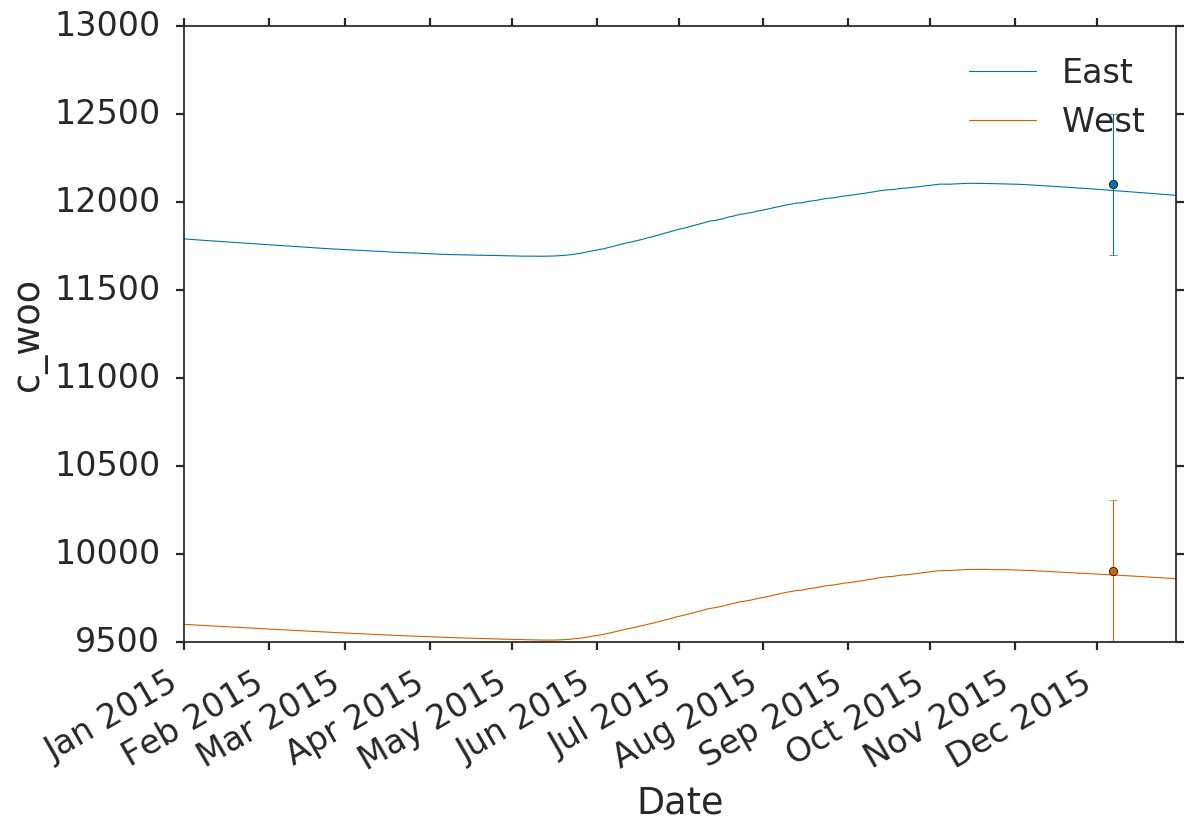 13000
12500
12000
11500
11000
10500
10000
9500
c_woo
East
West
Jan 2015
Feb 2015
Mar 2015
Apr 2015
May 2015
Jun 2015
Jul 2015
Aug 2015
Sep 2015
Oct 2015
Nov 2015
Dec 2015
Date